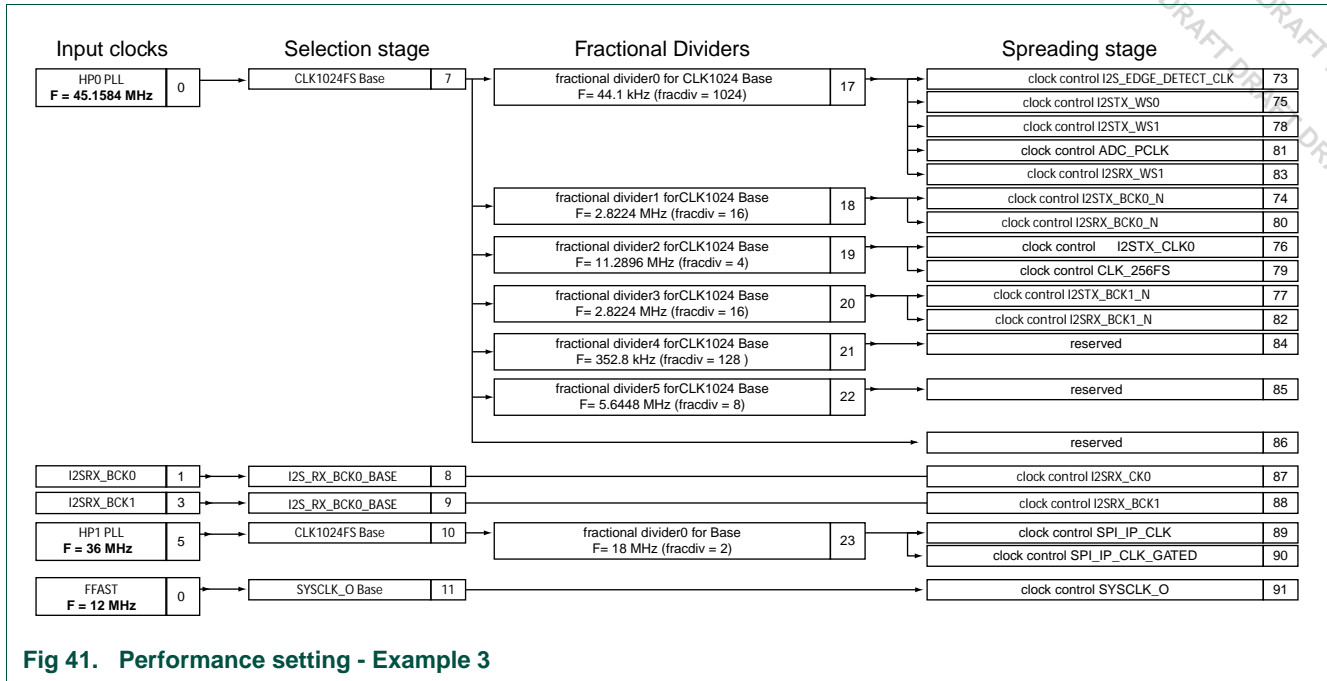 Input clocks
Selection stage
Fractional Dividers
Spreading stage
HP0 PLL
F = 45.1584 MHz
0
CLK1024FS Base
7
fractional divider0 for CLK1024 Base
F= 44.1 kHz (fracdiv = 1024)
17
clock control I2S_EDGE_DETECT_CLK
73
clock control I2STX_WS0
75
clock control I2STX_WS1
78
clock control ADC_PCLK
81
clock control I2SRX_WS1
83
fractional divider1 forCLK1024 Base
F= 2.8224 MHz (fracdiv = 16)
18
clock control I2STX_BCK0_N
74
clock control I2SRX_BCK0_N
80
fractional divider2 forCLK1024 Base
F= 11.2896 MHz (fracdiv = 4)
19
clock control I2STX_CLK0
76
clock control CLK_256FS
79
fractional divider3 forCLK1024 Base
F= 2.8224 MHz (fracdiv = 16)
20
clock control I2STX_BCK1_N
77
clock control I2SRX_BCK1_N
82
fractional divider4 forCLK1024 Base
F= 352.8 kHz (fracdiv = 128 )
21
reserved
84
fractional divider5 forCLK1024 Base
F= 5.6448 MHz (fracdiv = 8)
22
reserved
85
reserved
86
I2SRX_BCK0
1
I2S_RX_BCK0_BASE
8
clock control I2SRX_CK0
87
I2SRX_BCK1
3
I2S_RX_BCK0_BASE
9
clock control I2SRX_BCK1
88
HP1 PLL
F = 36 MHz
5
CLK1024FS Base
10
fractional divider0 for Base
F= 18 MHz (fracdiv = 2)
23
clock control SPI_IP_CLK
89
clock control SPI_IP_CLK_GATED
90
FFAST
F = 12 MHz
0
SYSCLK_O Base
11
clock control SYSCLK_O
91
Fig 41. Performance setting - Example 3
DRAFT DRAFT DRAFT
DRAFT